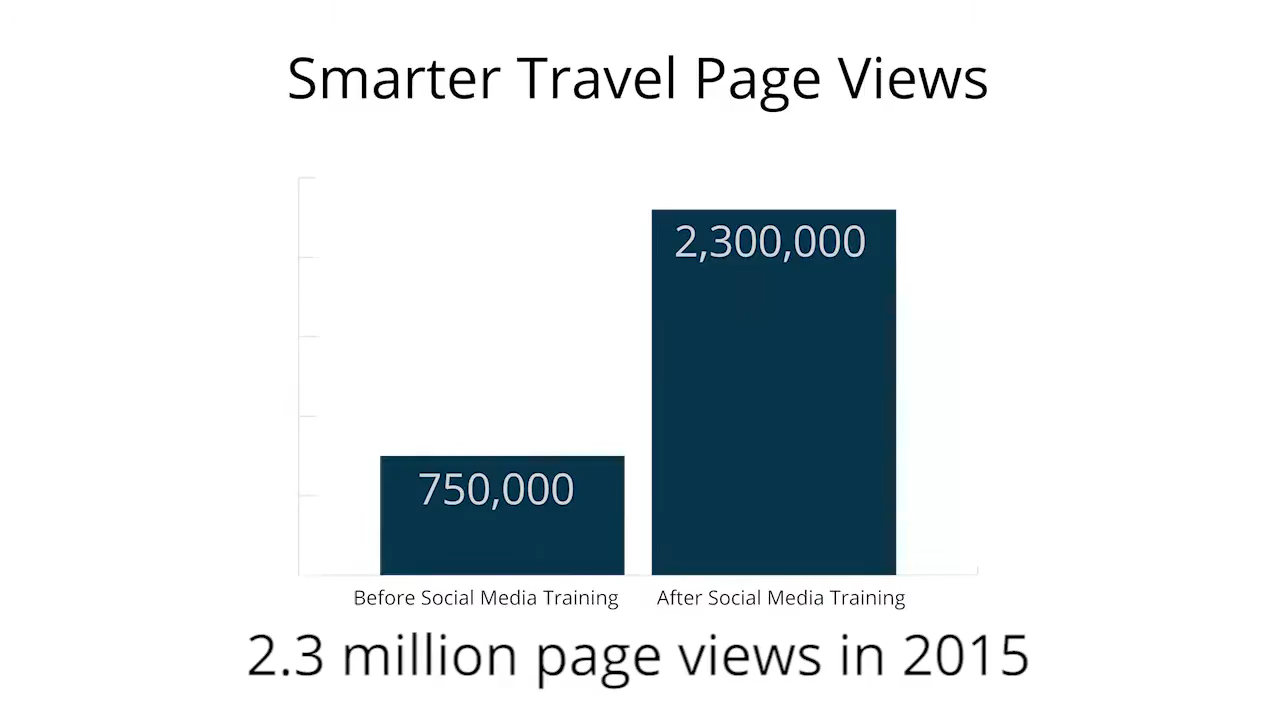 Smarter Travel Page Views
2,300,000
750,000
Before Social Media Training
After Social Media Training
2.3 million page views in 2015